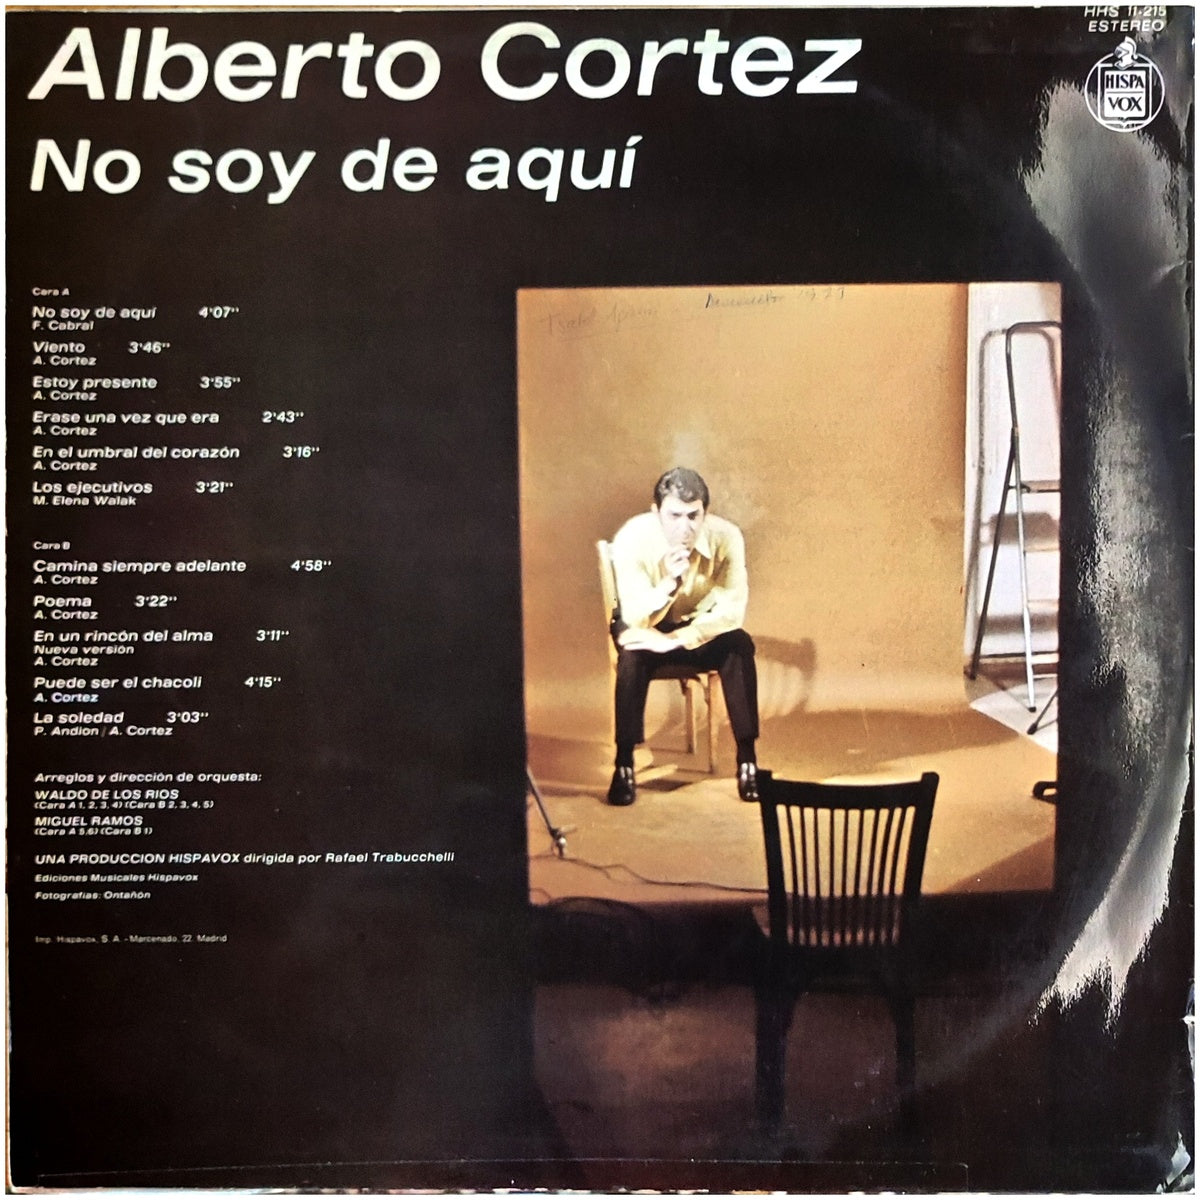 HHS 11-215
ESTEREO
HISPA
VOX
Alberto Cortez
No soy de aquí
Cara A
No soy de aquí 4'07''
F. Cabral
Viento 3'46''
A. Cortez
Estoy presente 3'55''
A. Cortez
Erase una vez que era 2'43''
A. Cortez
En el umbral del corazón 3'16''
A. Cortez
Los ejecutivos 3'21''
M. Elena Walak
Cara B
Camina siempre adelante 4'58''
A. Cortez
Poema 3'22''
A. Cortez
En un rincón del alma 3'11''
Nueva versión
A. Cortez
Puede ser el chacoli 4'15''
A. Cortez
La soledad 3'03''
P. Andion / A. Cortez
Arreglos y dirección de orquesta:
WALDO DE LOS RIOS
(Cara A 1, 2, 3, 4) (Cara B 2, 3, 4, 5)
MIGUEL RAMOS
(Cara A 5,6) (Cara B 1)
UNA PRODUCCION HISPAVOX dirigida por Rafael Trabucchelli
Ediciones Musicales Hispavox
Fotografías: Ontañón
Imp. Hispavox, S. A. - Marcenado, 22. Madrid